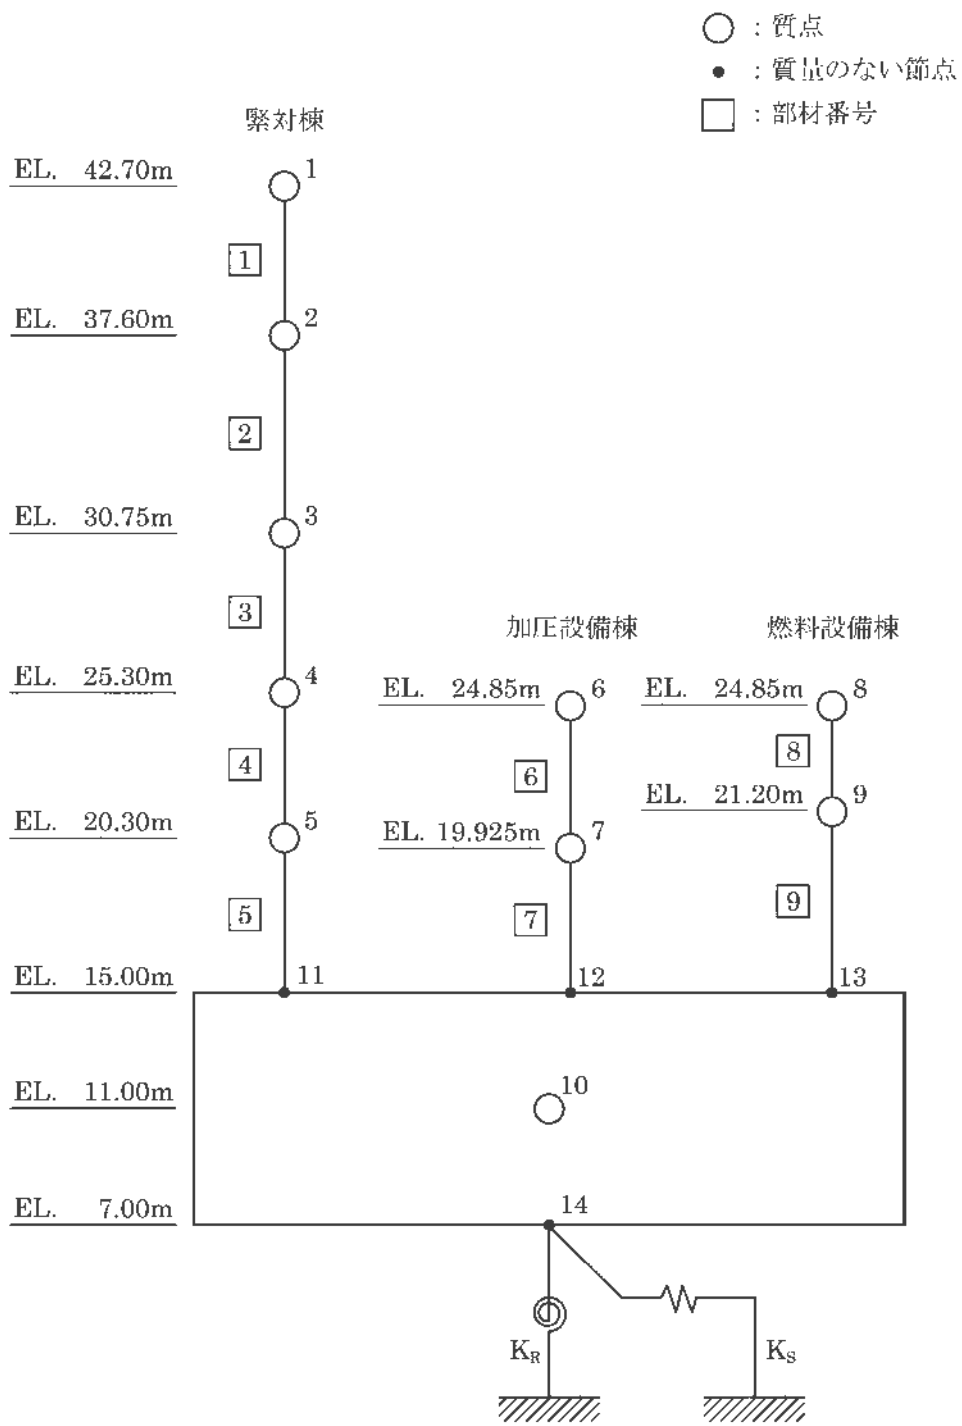 ○ : 質点
● : 質量のない節点
□ : 部材番号
緊対棟
EL. 42.70m
1
1
EL. 37.60m
2
2
EL. 30.75m
3
3
加圧設備棟
燃料設備棟
EL. 25.30m
4
EL. 24.85m
6
EL. 24.85m
8
4
6
8
EL. 21.20m
9
EL. 20.30m
5
EL. 19.925m
7
5
7
9
EL. 15.00m
11
12
13
EL. 11.00m
10
EL. 7.00m
14
KR
KS